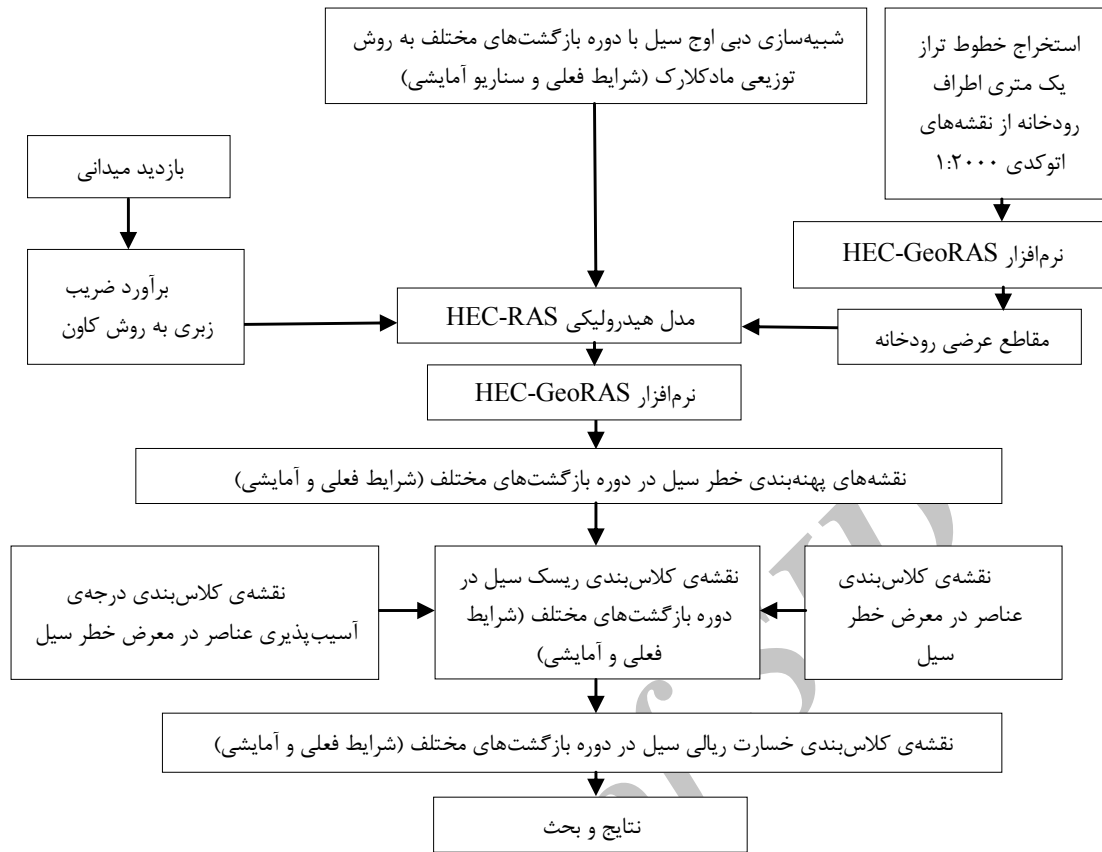 شبیه‌سازی دبی اوج سیل با دوره بازگشت‌های مختلف به روش
توزیعی مادکلارک (شرایط فعلی و سناریو آمایشی)
استخراج خطوط تراز
یک متری اطراف
رودخانه از نقشه‌های
اتوکدی ۱:۲۰۰۰
بازدید میدانی
نرم‌افزار HEC-GeoRAS
برآورد ضریب
زبری به روش کاون
مدل هیدرولیکی HEC-RAS
مقاطع عرضی رودخانه
نرم‌افزار HEC-GeoRAS
نقشه‌های پهنه‌بندی خطر سیل در دوره بازگشت‌های مختلف (شرایط فعلی و آمایشی)
نقشه‌ی کلاس‌بندی
عناصر در معرض خطر
سیل
نقشه‌ی کلاس‌بندی ریسک سیل در
دوره بازگشت‌های مختلف (شرایط
فعلی و آمایشی)
نقشه‌ی کلاس‌بندی درجه‌ی
آسیب‌پذیری عناصر در معرض خطر سیل
نقشه‌ی کلاس‌بندی خسارت ریالی سیل در دوره بازگشت‌های مختلف (شرایط فعلی و آمایشی)
نتایج و بحث